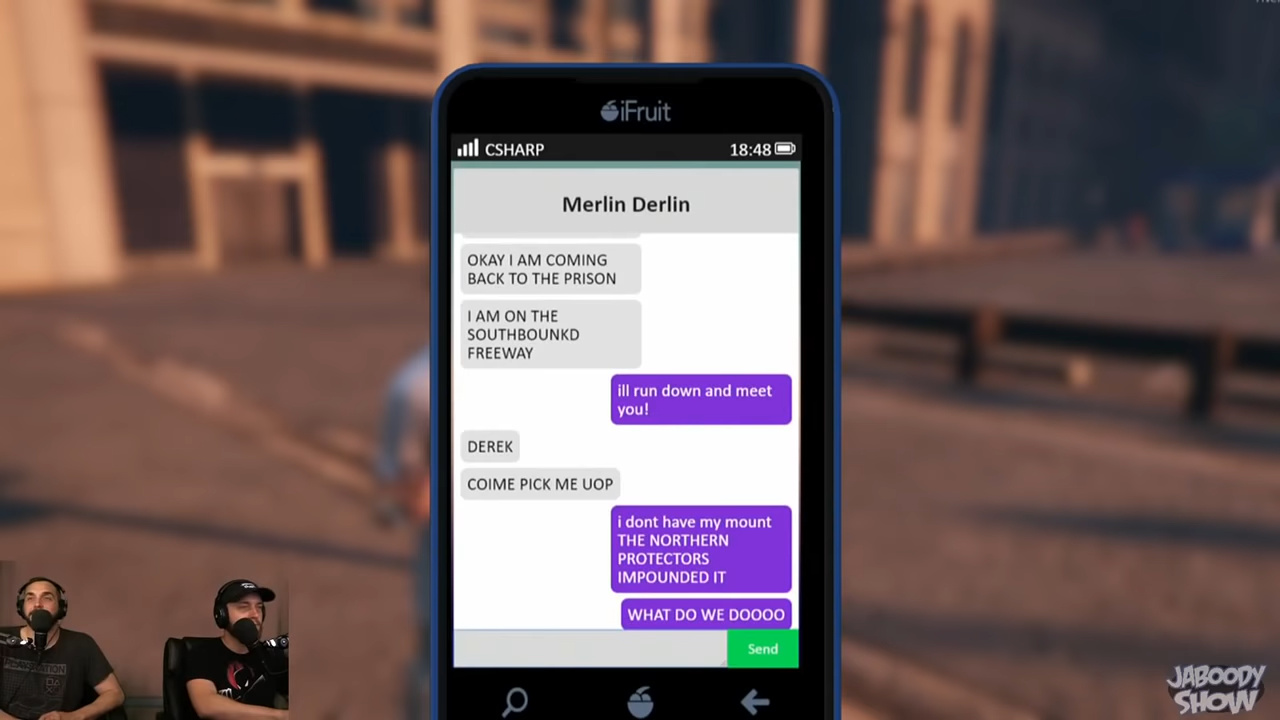 iFruit
CSHARP
18:48
Merlin Derlin
OKAY I AM COMING
BACK TO THE PRISON
I AM ON THE
SOUTHBOUNKD
FREEWAY
ill run down and meet
you!
DEREK
COIME PICK ME UOP
i dont have my mount
THE NORTHERN
PROTECTORS
IMPOUNDED IT
WHAT DO WE DOOOO
Send
JABOODY
SHOW